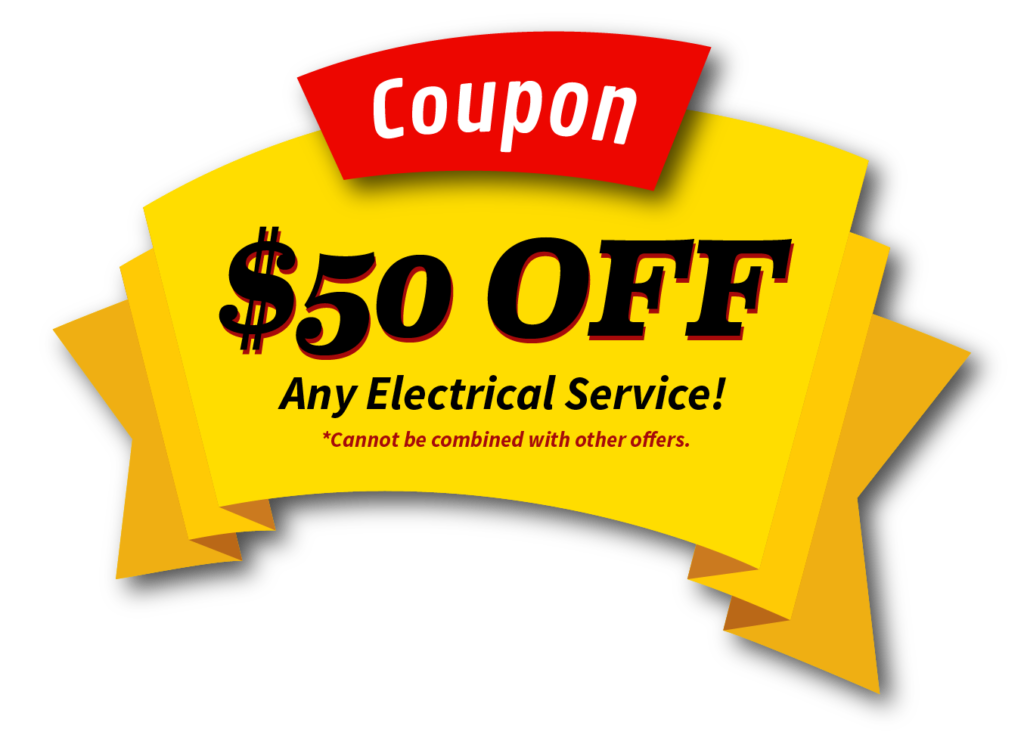 Coupon
$50 OFF
Any Electrical Service!
*Cannot be combined with other offers.